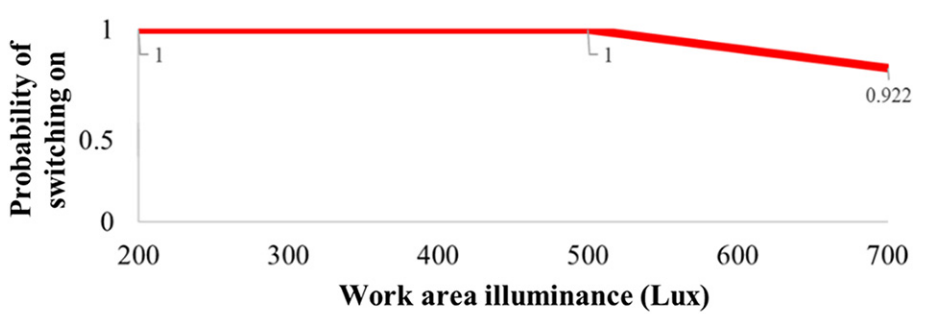 Probability of
switching on
1
0.5
0
1
1
0.922
200 300 400 500 600 700
Work area illuminance (Lux)